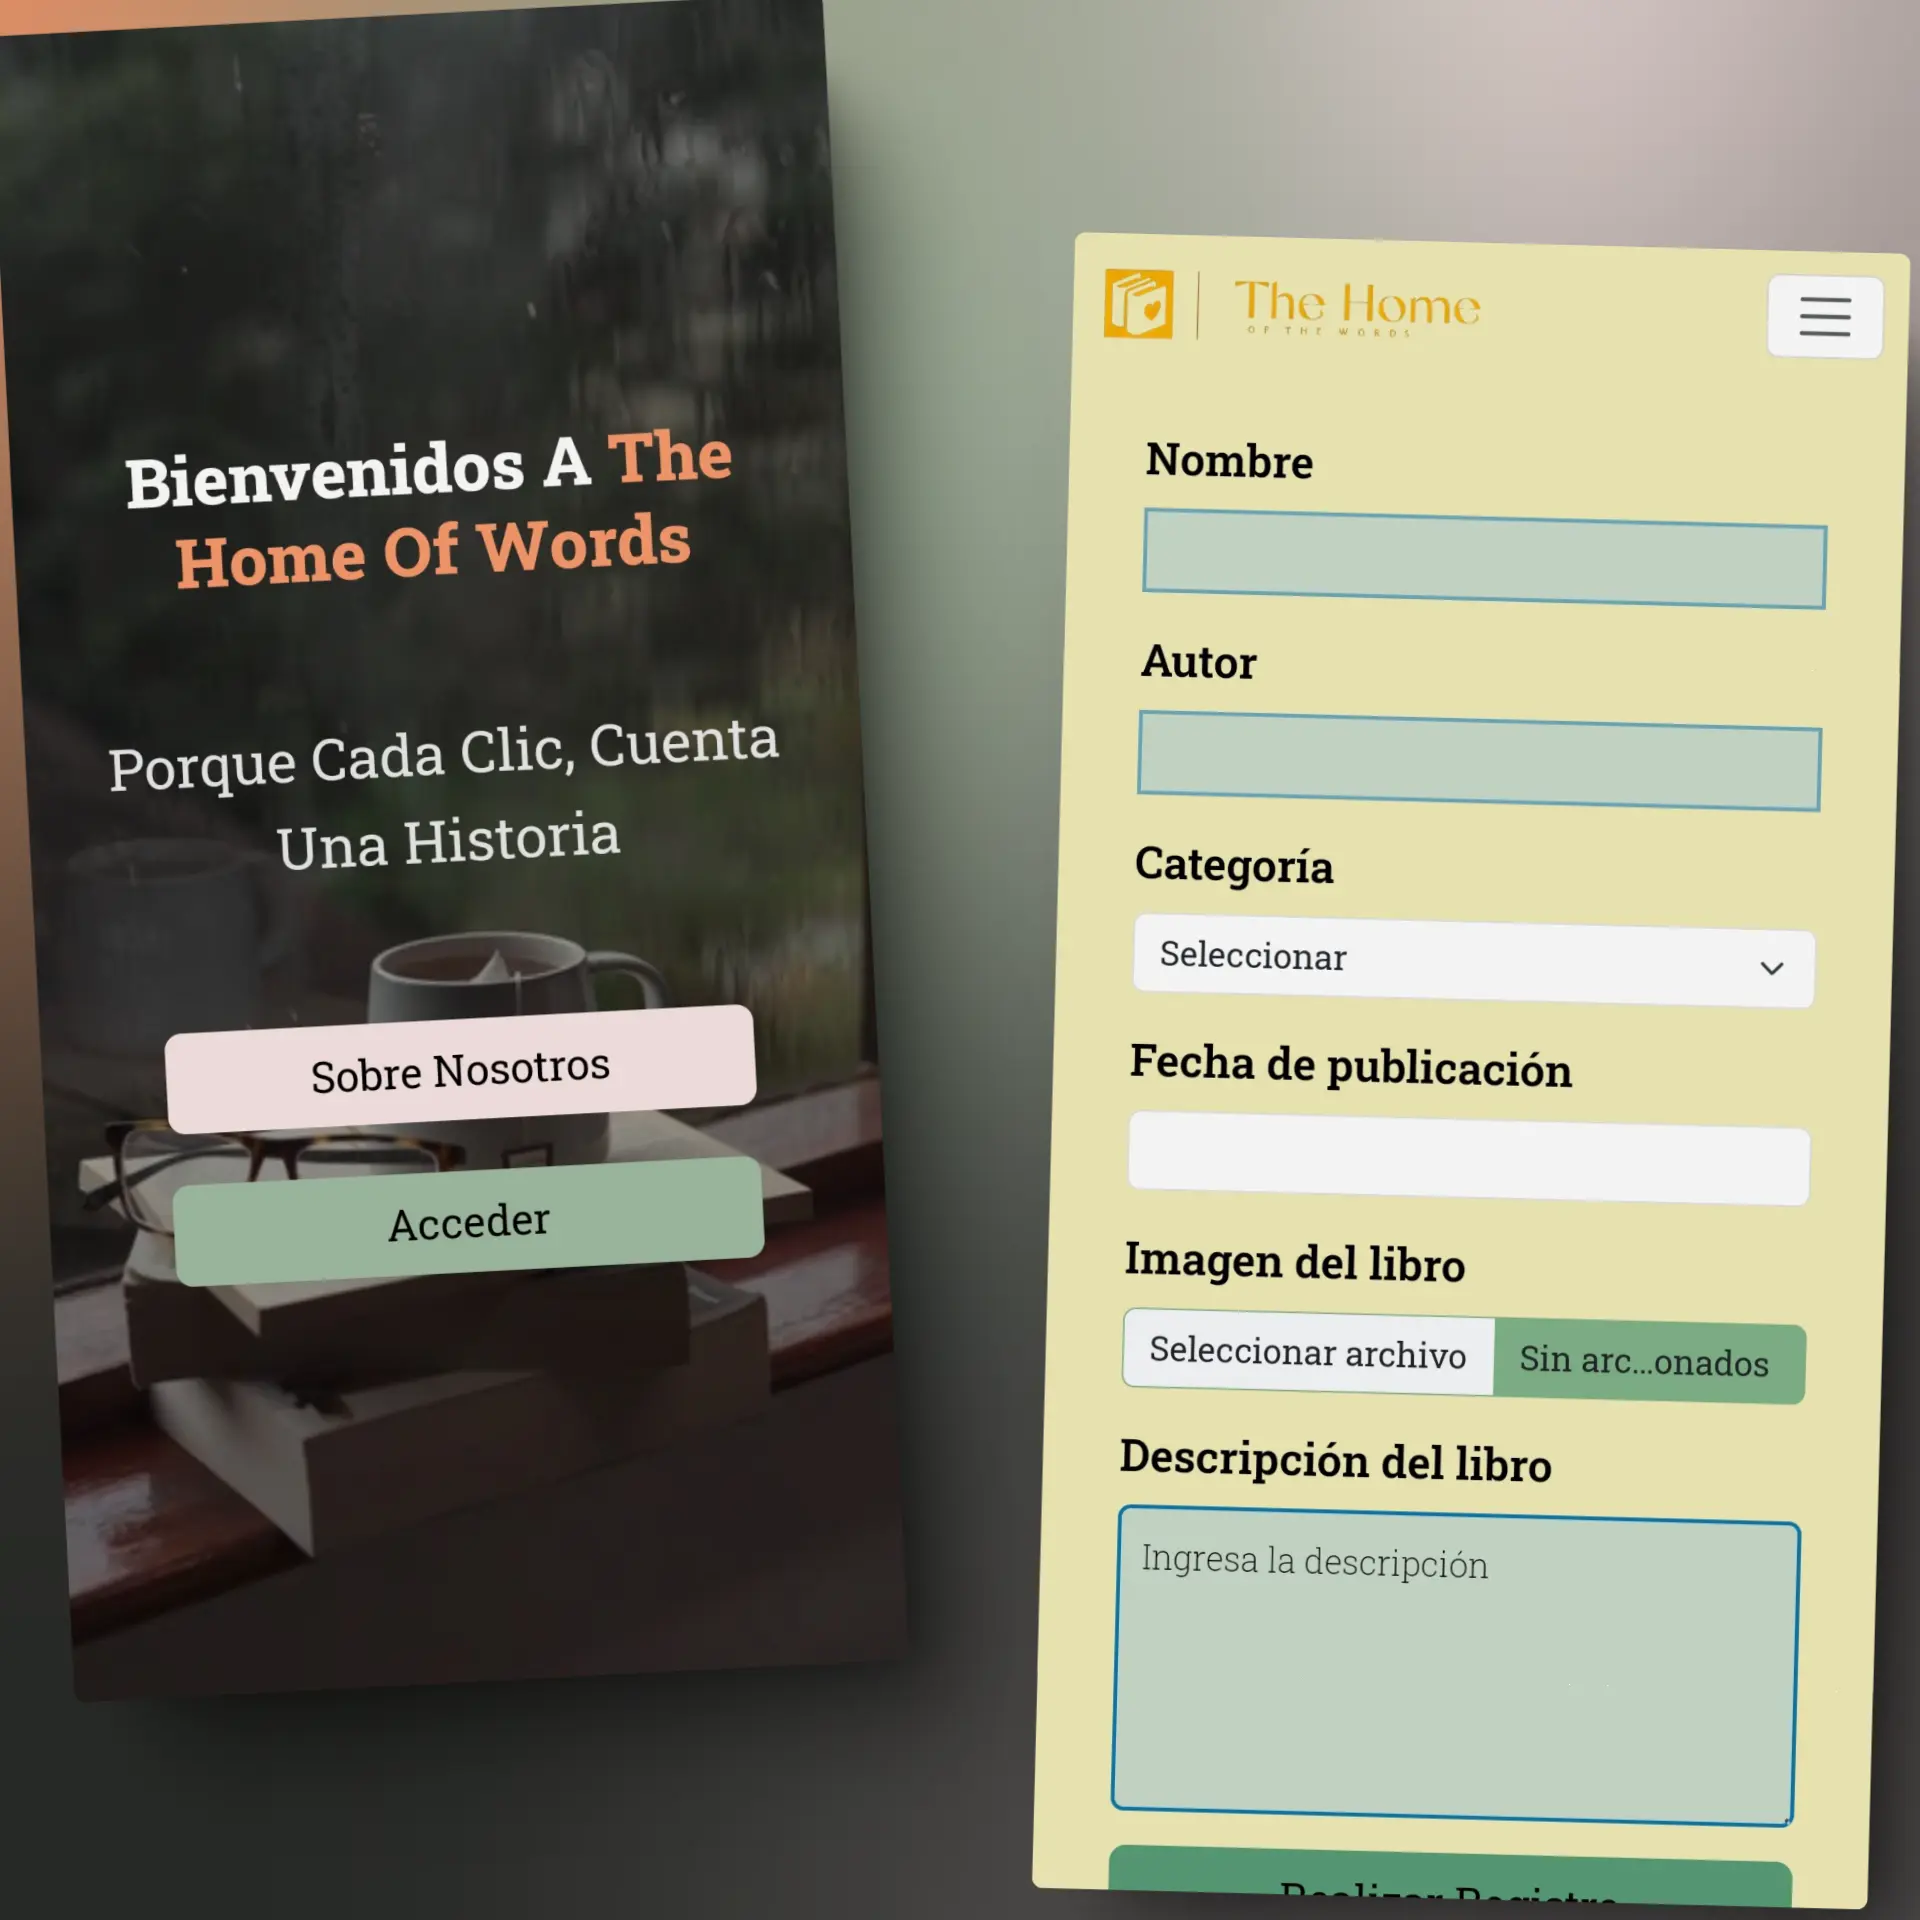 Bienvenidos A The
Home Of Words
Porque Cada Clic, Cuenta
Una Historia
Sobre Nosotros
Acceder
The Home
OF THE WORDS
Nombre
Autor
Categoría
Seleccionar
Fecha de publicación
Imagen del libro
Seleccionar archivo
Sin arc...onados
Descripción del libro
Ingresa la descripción
Realizar Registro